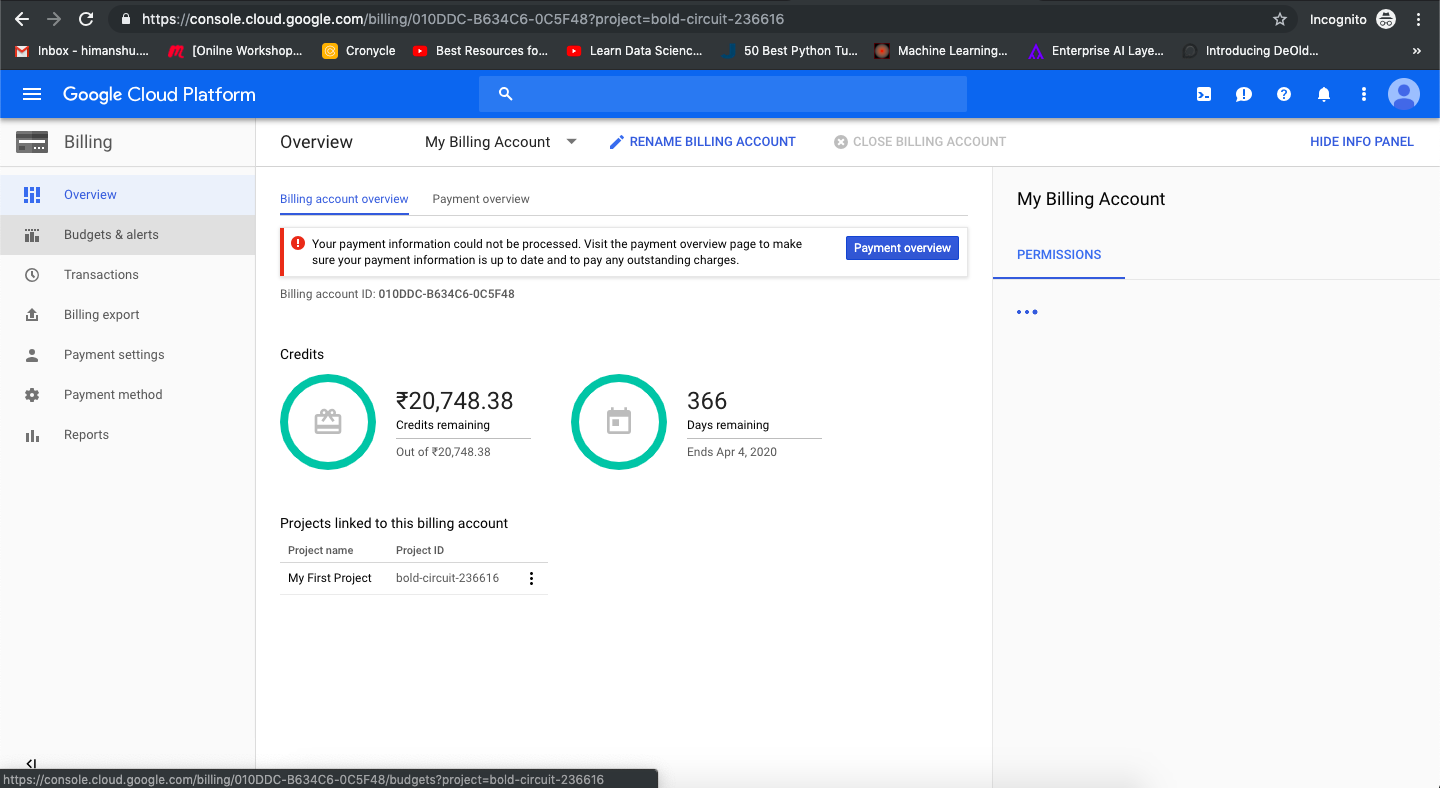 https://console.cloud.google.com/billing/010DDC-B634C6-0C5F48?project=bold-circuit-236616
Incognito
Inbox - himanshu....
[Onilne Workshop...
Cronycle
Best Resources fo...
Learn Data Scienc...
50 Best Python Tu...
Machine Learning...
Enterprise AI Laye...
Introducing DeOld...
»
Google Cloud Platform
Billing
Overview
My Billing Account
RENAME BILLING ACCOUNT
CLOSE BILLING ACCOUNT
HIDE INFO PANEL
Overview
Budgets & alerts
Transactions
Billing export
Payment settings
Payment method
Reports
Billing account overview
Payment overview
Your payment information could not be processed. Visit the payment overview page to make
sure your payment information is up to date and to pay any outstanding charges.
Payment overview
Billing account ID: 010DDC-B634C6-0C5F48
Credits
₹20,748.38
Credits remaining
Out of ₹20,748.38
366
Days remaining
Ends Apr 4, 2020
Projects linked to this billing account
Project name Project ID
My First Project bold-circuit-236616
My Billing Account
PERMISSIONS
https://console.cloud.google.com/billing/010DDC-B634C6-0C5F48/budgets?project=bold-circuit-236616